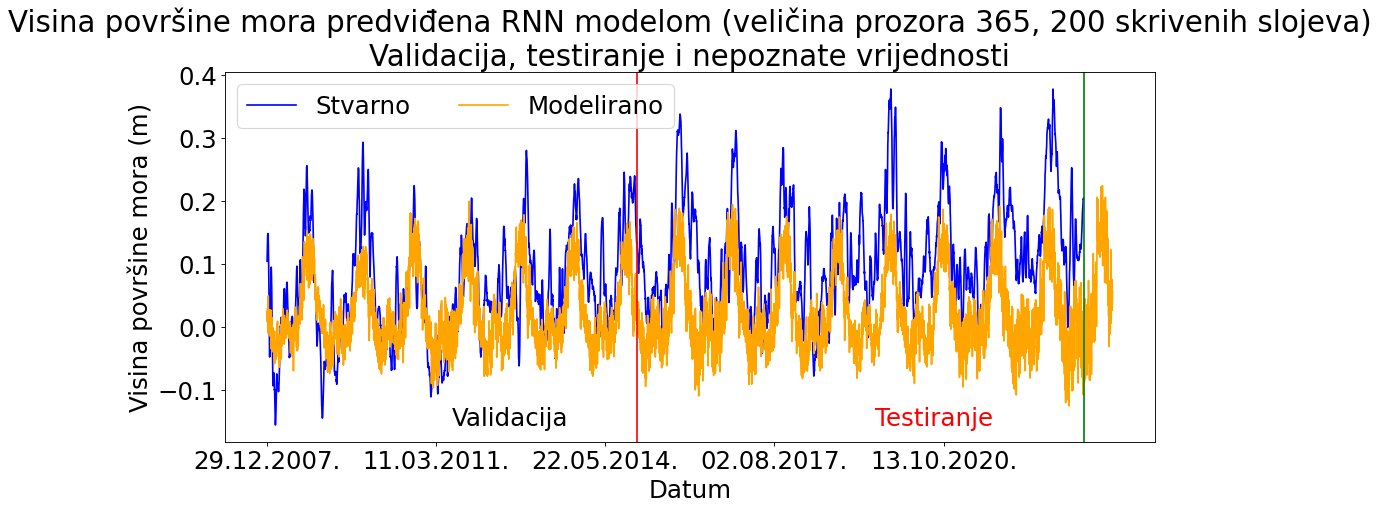 Visina površine mora predviđena RNN modelom (veličina prozora 365, 200 skrivenih slojeva)
Validacija, testiranje i nepoznate vrijednosti
Stvarno
Modelirano
Visina površine mora (m)
0.4
0.3
0.2
0.1
0.0
−0.1
Validacija
Testiranje
29.12.2007.
11.03.2011.
22.05.2014.
02.08.2017.
13.10.2020.
Datum